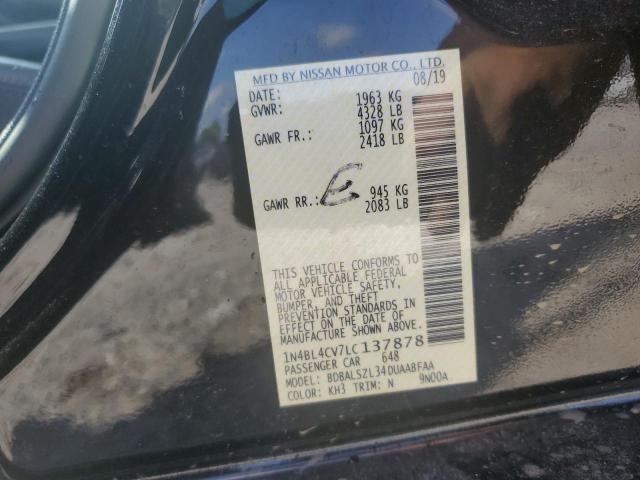 MFD BY NISSAN MOTOR CO., LTD.
DATE: 08/19
GVWR: 1963 KG
4328 LB
GAWR FR.: 1097 KG
2418 LB
GAWR RR.: E 945 KG
2083 LB
THIS VEHICLE CONFORMS TO
ALL APPLICABLE FEDERAL
MOTOR VEHICLE SAFETY,
BUMPER, AND THEFT
PREVENTION STANDARDS IN
EFFECT ON THE DATE OF
MANUFACTURE SHOWN ABOVE.
1N4BL4CV7LC137878
PASSENGER CAR 648
MODEL: BDBALSZL34DUAABFAA
COLOR: KH3 TRIM: N 9N00A